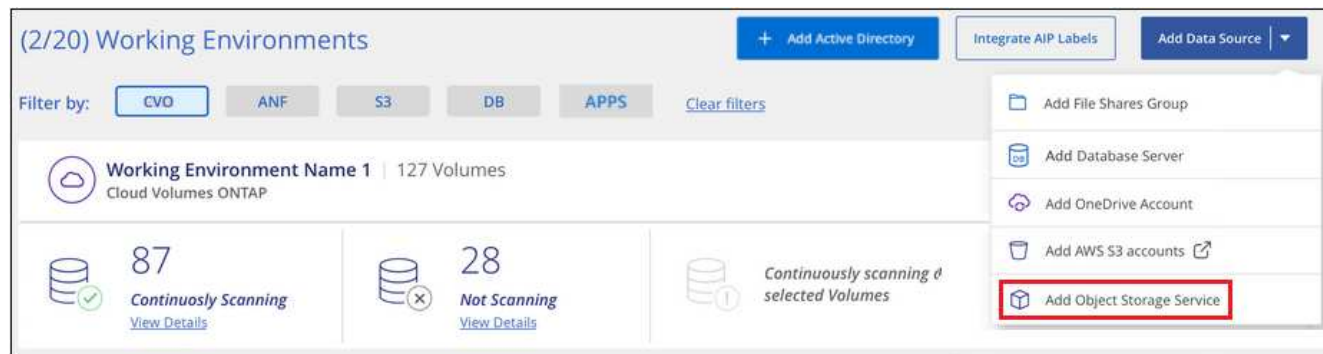 (2/20) Working Environments
+ Add Active Directory
Integrate AIP Labels
Add Data Source
Filter by:
CVO
ANF
S3
DB
APPS
Clear filters
Working Environment Name 1 | 127 Volumes
Cloud Volumes ONTAP
87
Continuosly Scanning
View Details
28
Not Scanning
View Details
Continuously scanning
selected Volumes
Add File Shares Group
DB
Add Database Server
Add OneDrive Account
Add AWS S3 accounts
Add Object Storage Service